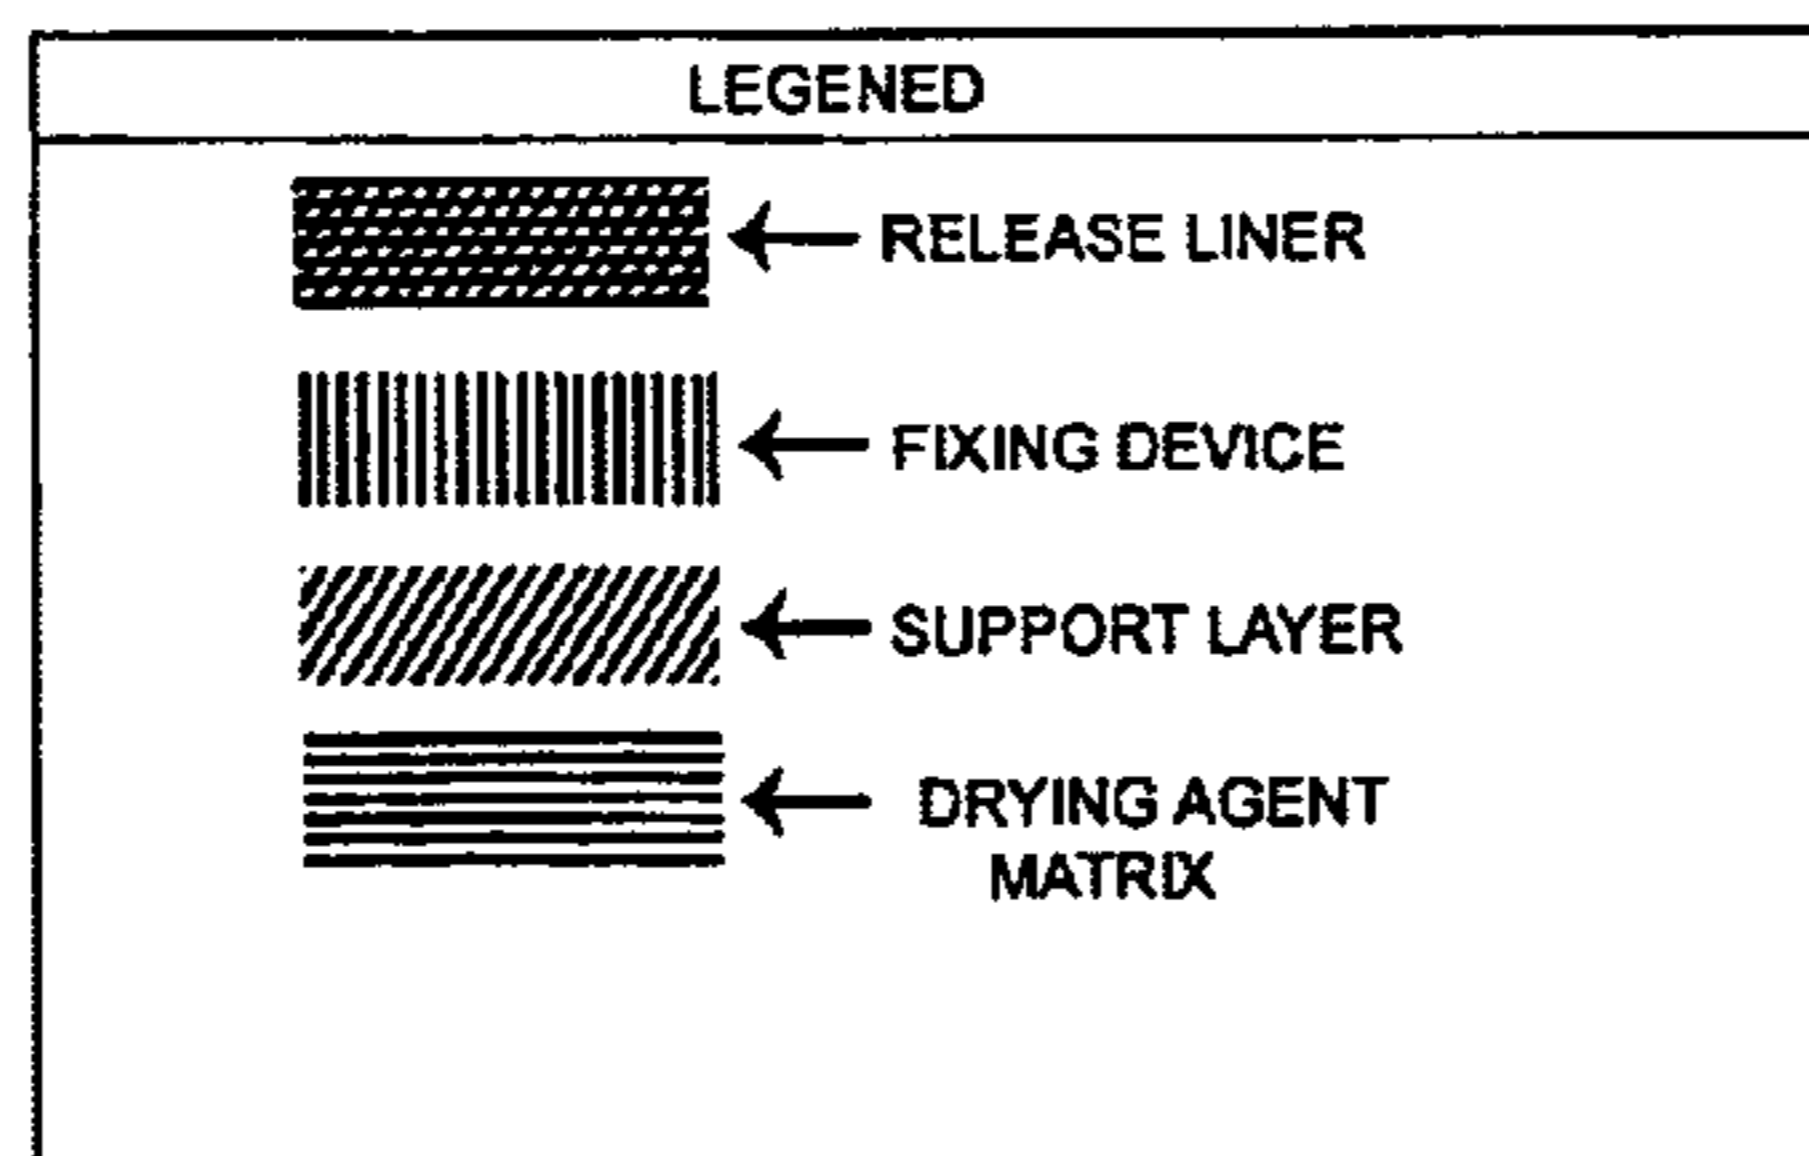 LEGENED
RELEASE LINER
FIXING DEVICE
SUPPORT LAYER
DRYING AGENT
MATRIX